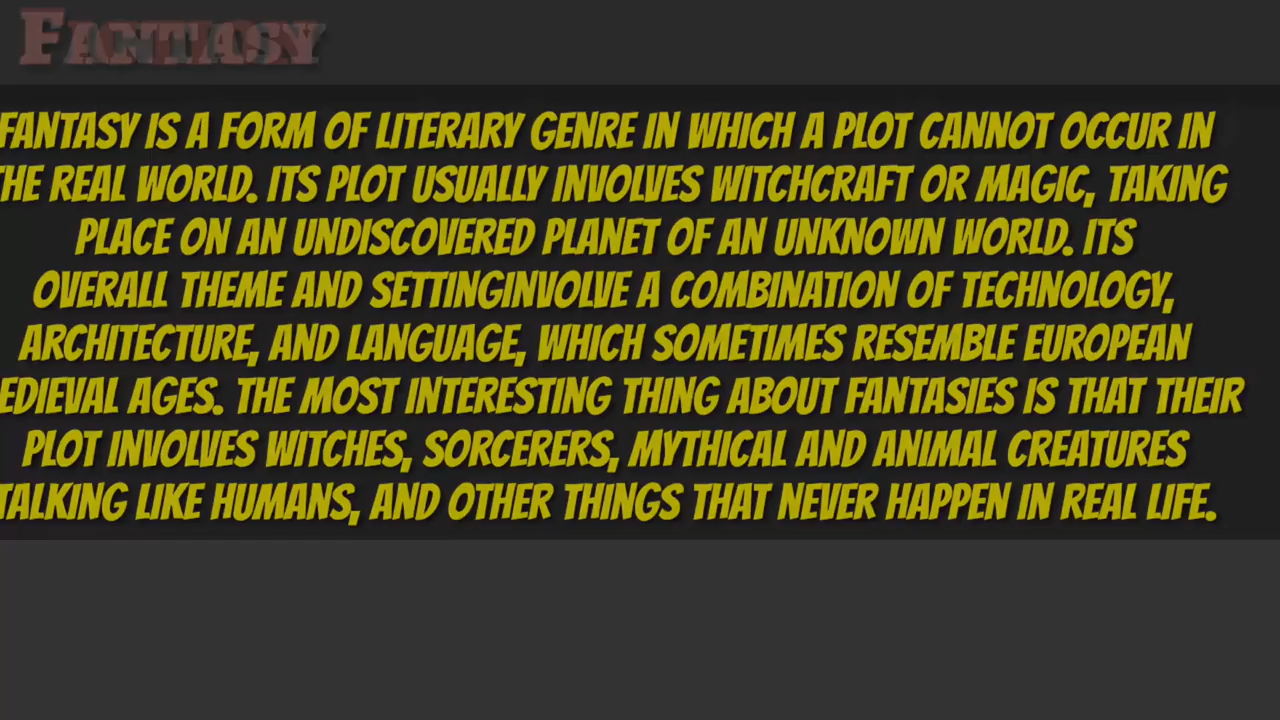 Fantasy
FANTASY IS A FORM OF LITERARY GENRE IN WHICH A PLOT CANNOT OCCUR IN
THE REAL WORLD. ITS PLOT USUALLY INVOLVES WITCHCRAFT OR MAGIC, TAKING
PLACE ON AN UNDISCOVERED PLANET OF AN UNKNOWN WORLD. ITS
OVERALL THEME AND SETTINGINVOLVE A COMBINATION OF TECHNOLOGY,
ARCHITECTURE, AND LANGUAGE, WHICH SOMETIMES RESEMBLE EUROPEAN
EDIEVAL AGES. THE MOST INTERESTING THING ABOUT FANTASIES IS THAT THEIR
PLOT INVOLVES WITCHES, SORCERERS, MYTHICAL AND ANIMAL CREATURES
TALKING LIKE HUMANS, AND OTHER THINGS THAT NEVER HAPPEN IN REAL LIFE.